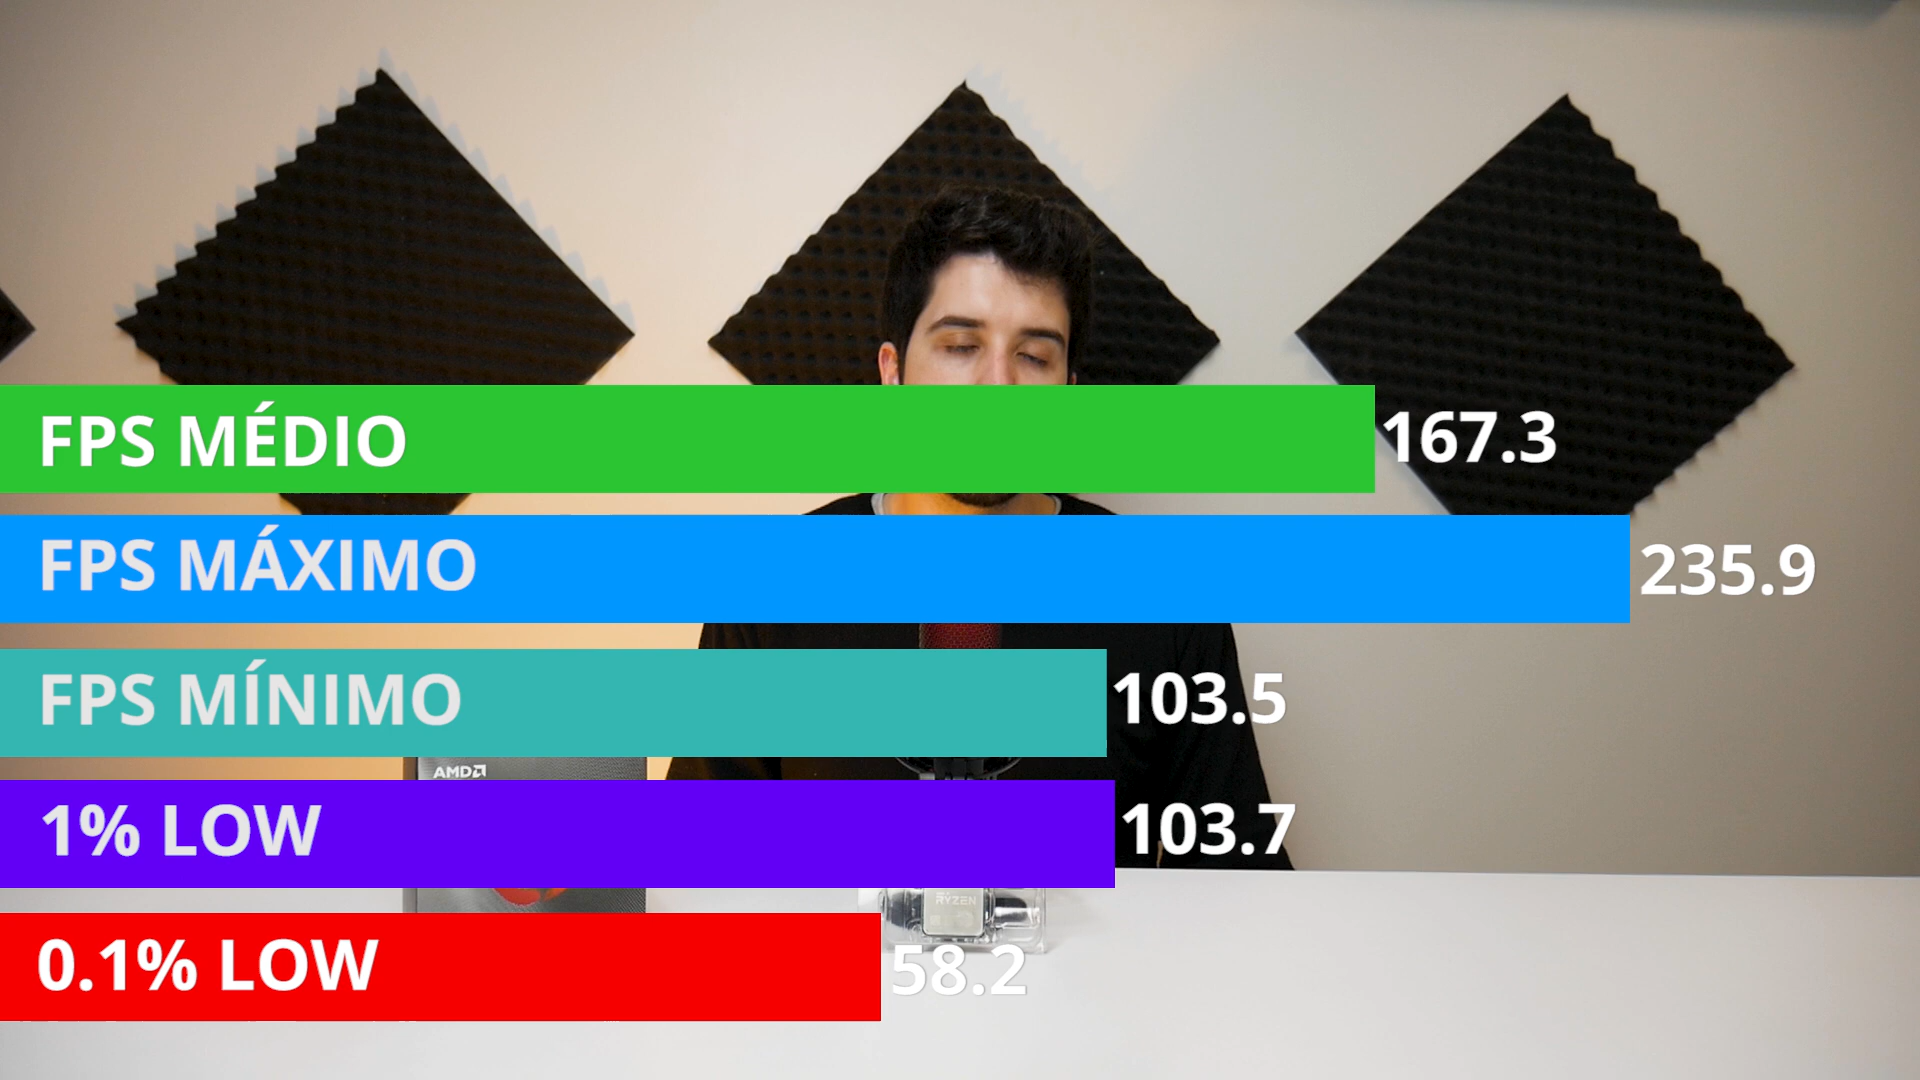 FPS MÉDIO 167.3
FPS MÁXIMO 235.9
FPS MÍNIMO 103.5
AMD
1% LOW 103.7
RYZEN
0.1% LOW 58.2